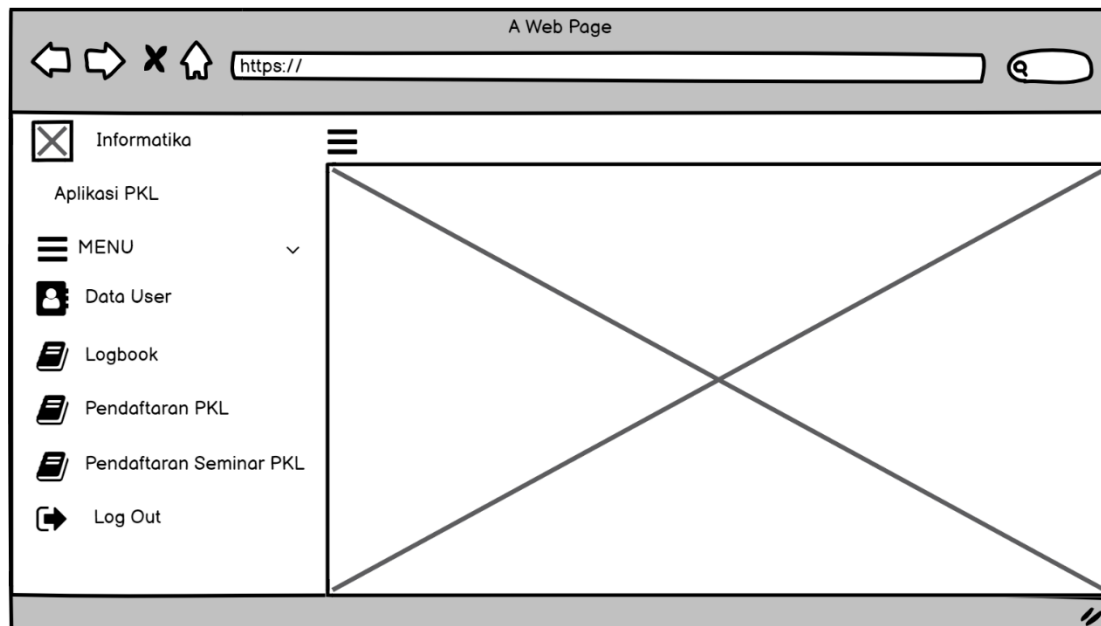 A Web Page
https://
Informatika
Aplikasi PKL
MENU
Data User
Logbook
Pendaftaran PKL
Pendaftaran Seminar PKL
Log Out